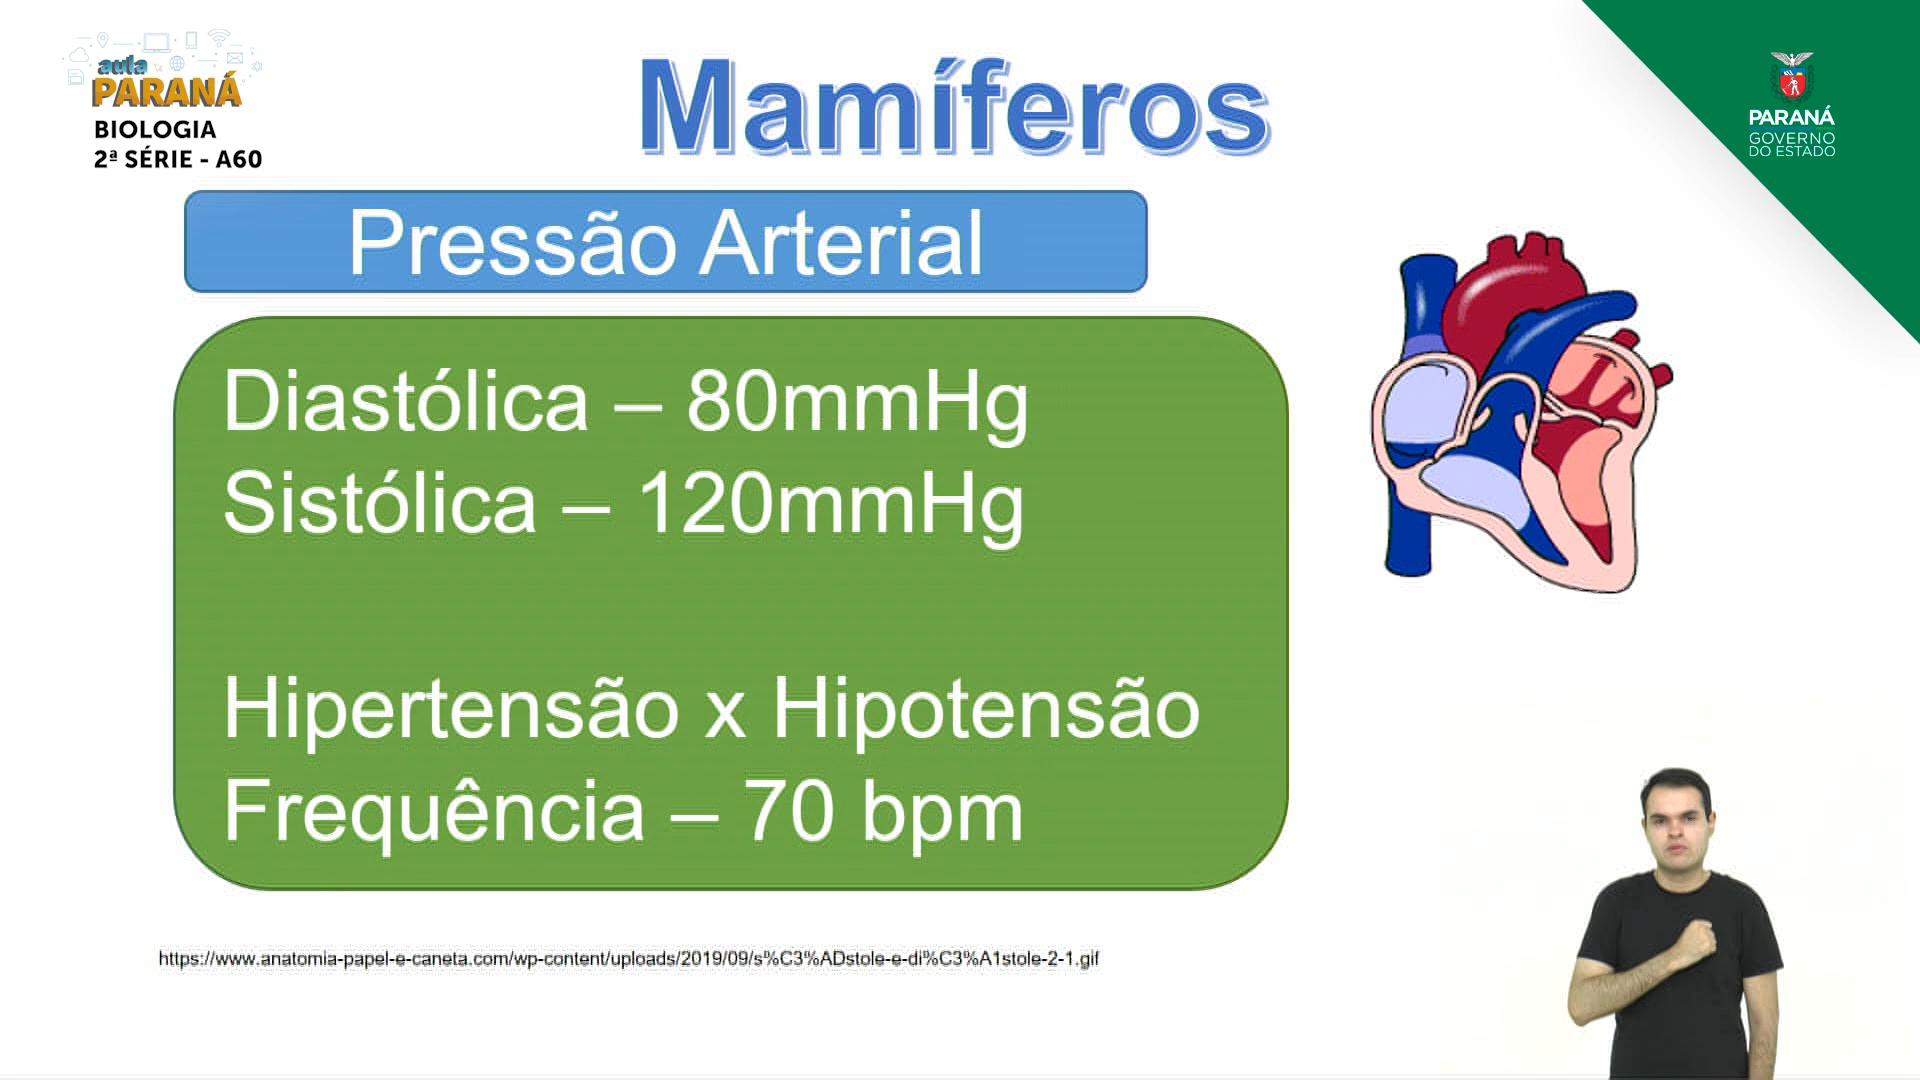 aula
PARANÁ
BIOLOGIA
2ª SÉRIE - A60
Mamíferos
PARANÁ
GOVERNO
DO ESTADO
Pressão Arterial
Diastólica – 80mmHg
Sistólica – 120mmHg
Hipertensão x Hipotensão
Frequência – 70 bpm
https://www.anatomia-papel-e-caneta.com/wp-content/uploads/2019/09/s%C3%ADstole-e-di%C3%A1stole-2-1.gif